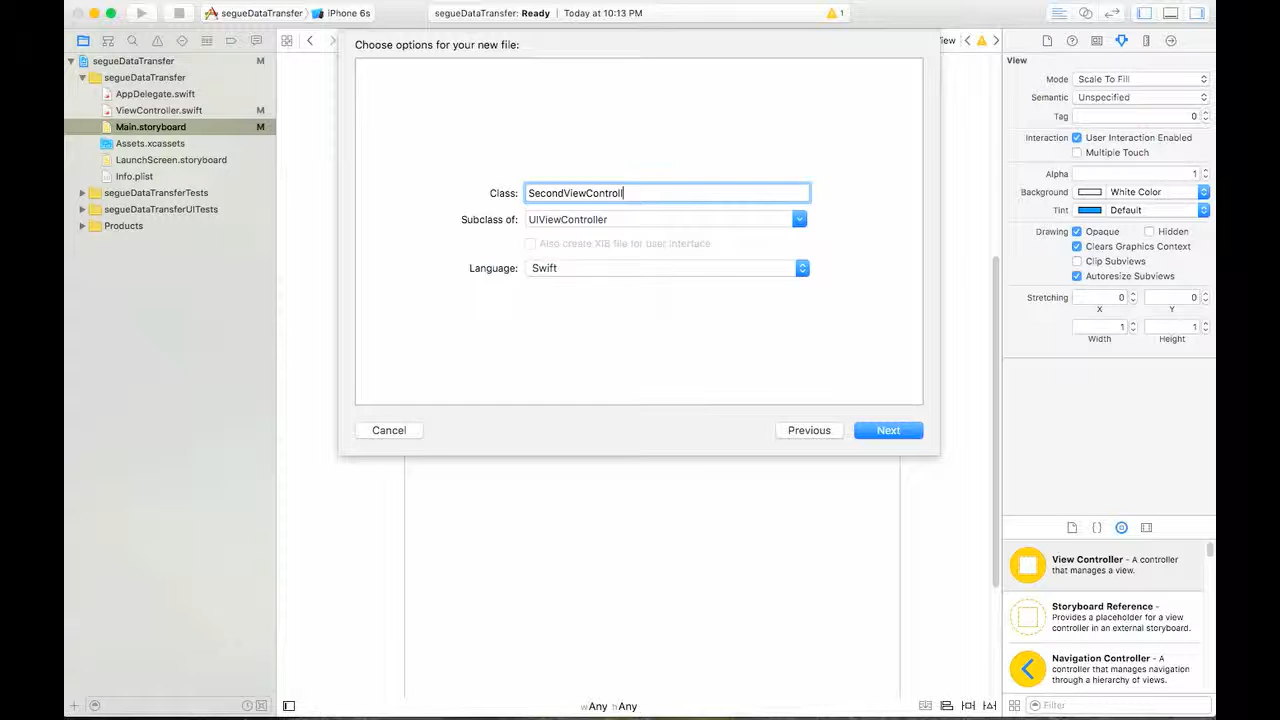 segueDataTransfer
iPhone 6s
segueDataTransfer: Ready
Today at 10:13 PM
1
segueDataTransfer M
segueDataTransfer
AppDelegate.swift
ViewController.swift M
Main.storyboard M
Assets.xcassets
LaunchScreen.storyboard
Info.plist
segueDataTransferTests
segueDataTransferUITests
Products
Choose options for your new file:
Class: SecondViewControll
Subclass of: UIViewController
Also create XIB file for user interface
Language: Swift
Cancel
Previous
Next
iew
wAny hAny
View
Mode Scale To Fill
Semantic Unspecified
Tag 0
Interaction User Interaction Enabled
Multiple Touch
Alpha 1
Background White Color
Tint Default
Drawing Opaque Hidden
Clears Graphics Context
Clip Subviews
Autoresize Subviews
Stretching 0 0
X Y
1 1
Width Height
View Controller - A controller
that manages a view.
Storyboard Reference -
Provides a placeholder for a view
controller in an external storyboard.
Navigation Controller - A
controller that manages navigation
through a hierarchy of views.
Filter